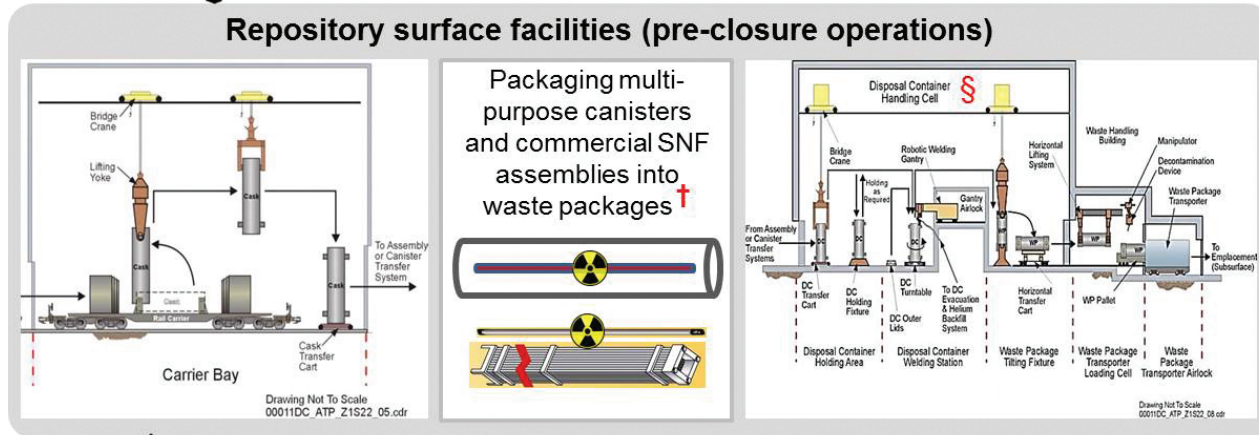 Repository surface facilities (pre-closure operations)
Bridge
Crane
Lifting
Yoke
Cask
Cask
Cask
Cask
Rail Carrier
To Assembly
or Canister
Transfer
System
Cask
Transfer
Cart
Carrier Bay
Drawing Not To Scale
00011DC_ATP_Z1S22_05.cdr
Packaging multi-
purpose canisters
and commercial SNF
assemblies into
waste packages †
Disposal Container
Handling Cell §
Bridge
Crane
Robotic Welding
Gantry
Horizontal
Lifting
System
Waste Handling
Building
Manipulator
Decontamination
Device
Waste Package
Transporter
Holding
as
Required
Gantry
Airlock
From Assembly
or Canister
Transfer
Systems
DC
DC
DC
WP
WP
WP
WP
To
Emplacement
(Subsurface)
DC
Transfer
Cart
DC
Holding
Fixture
DC Outer
Lids
DC
Turntable
To DC
Evacuation
& Helium
Backfill
System
Horizontal
Transfer
Cart
WP Pallet
Disposal Container
Holding Area
Disposal Container
Welding Station
Waste Package
Tilting Fixture
Waste Package
Transporter
Loading Cell
Waste
Package
Transporter Airlock
Drawing Not To Scale
00011DC_ATP_Z1S22_08.cdr